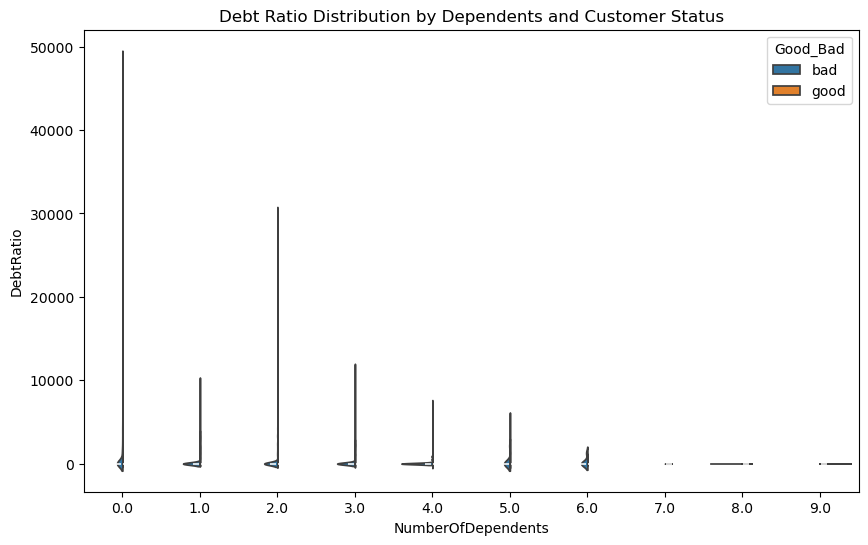 Debt Ratio Distribution by Dependents and Customer Status
Good_Bad
bad
good
50000
40000
30000
20000
10000
0
DebtRatio
0.0 1.0 2.0 3.0 4.0 5.0 6.0 7.0 8.0 9.0
NumberOfDependents